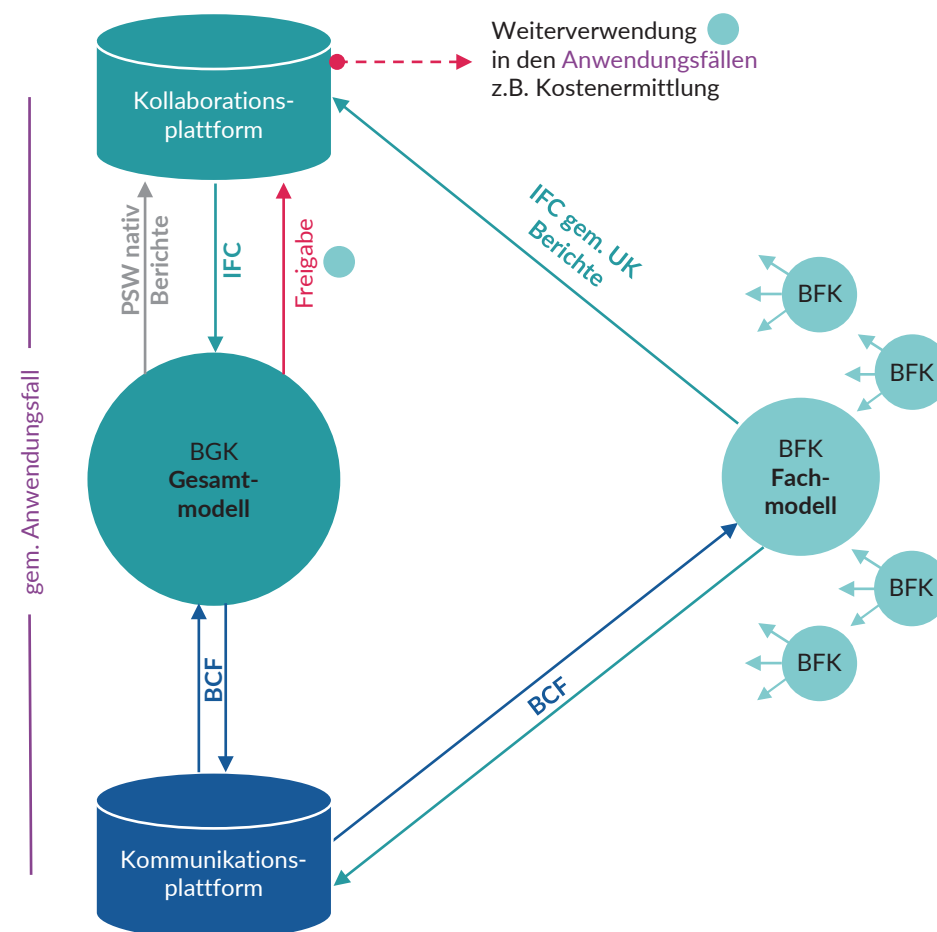 Weiterverwendung
in den Anwendungsfällen
z.B. Kostenermittlung
Kollaborations-
plattform
PSW nativ
Berichte
IFC
Freigabe
IFC gem. UK
Berichte
BFK
BFK
gem. Anwendungsfall
BGK
Gesamt-
modell
BFK
Fach-
modell
BFK
BFK
BCF
BCF
Kommunikations-
plattform